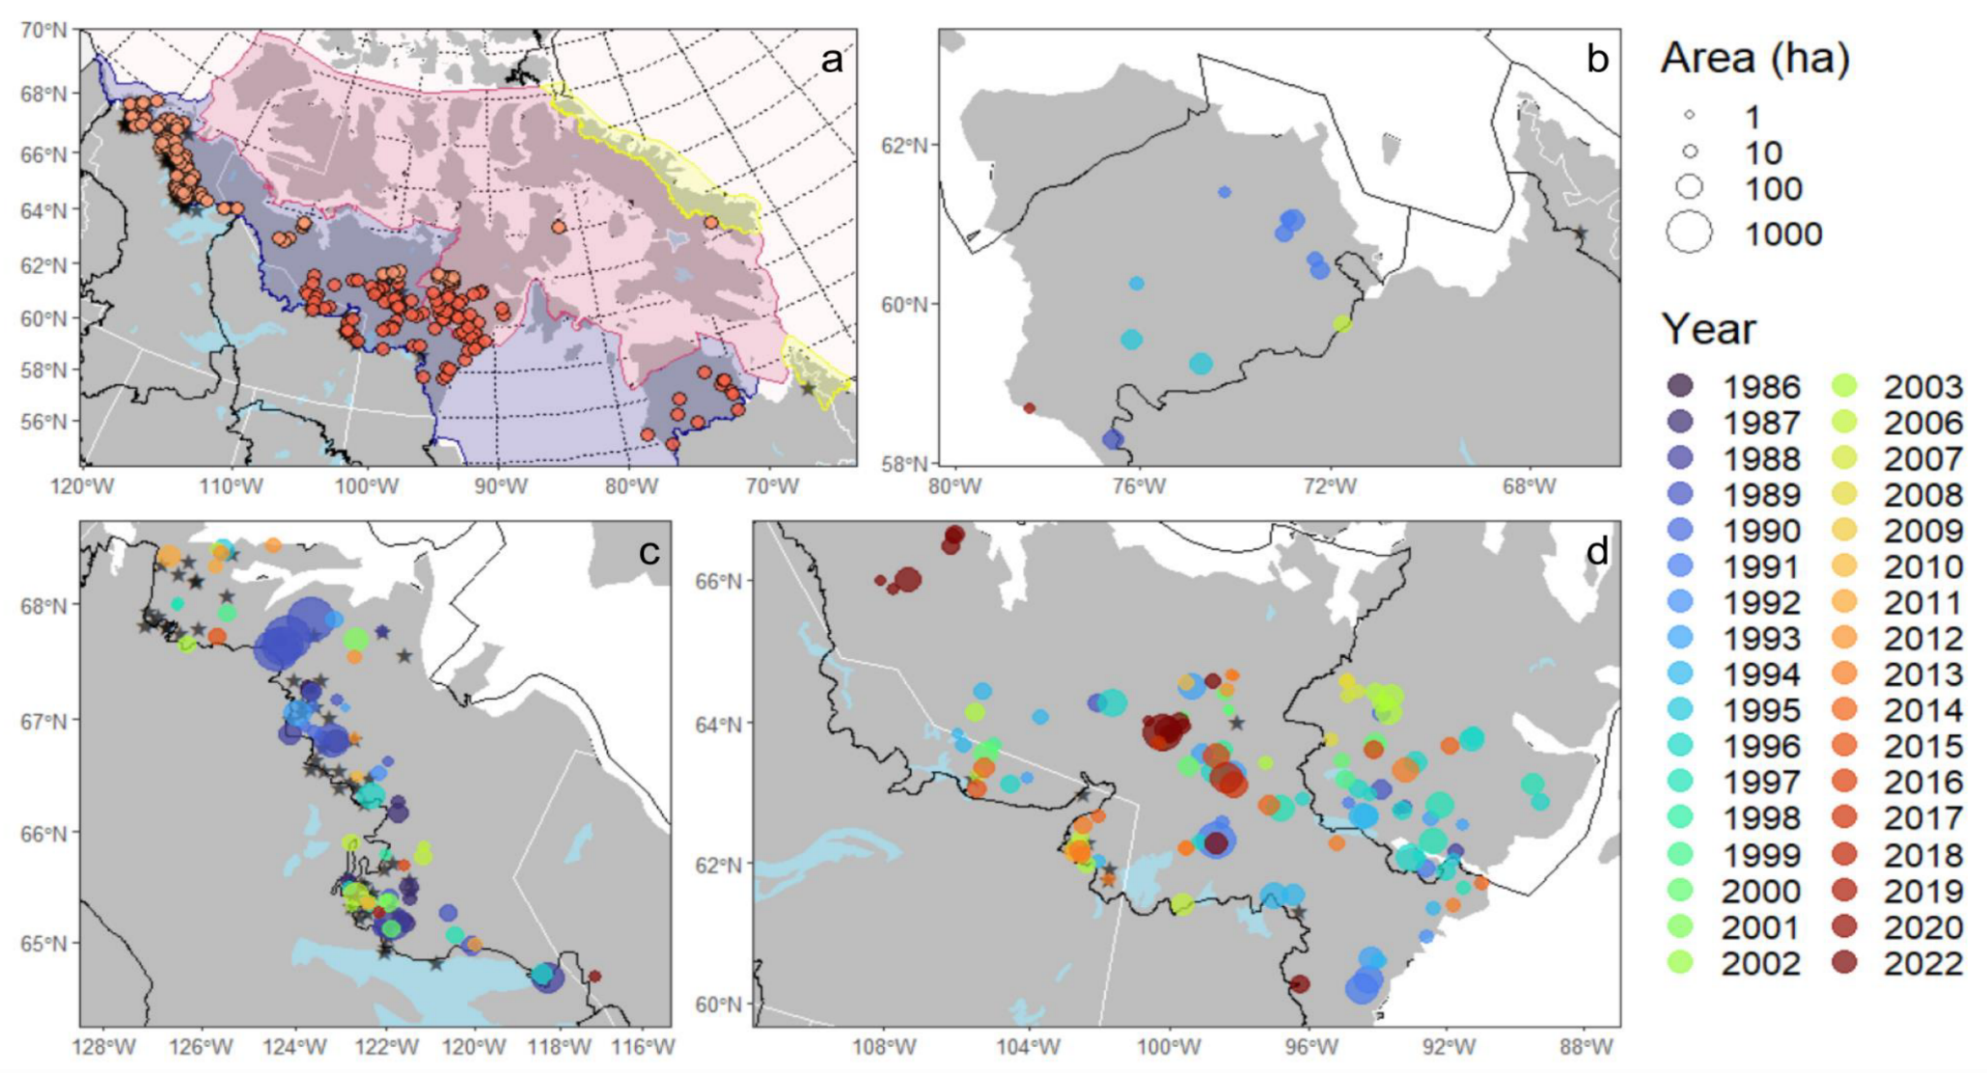 70°N
68°N
66°N
64°N
62°N
60°N
58°N
56°N
120°W 110°W 100°W 90°W 80°W 70°W
a
62°N
60°N
58°N
80°W 76°W 72°W 68°W
b
68°N
67°N
66°N
65°N
128°W 126°W 124°W 122°W 120°W 118°W 116°W
c
66°N
64°N
62°N
60°N
108°W 104°W 100°W 96°W 92°W 88°W
d
Area (ha)
1
10
100
1000
Year
1986 2003
1987 2006
1988 2007
1989 2008
1990 2009
1991 2010
1992 2011
1993 2012
1994 2013
1995 2014
1996 2015
1997 2016
1998 2017
1999 2018
2000 2019
2001 2020
2002 2022